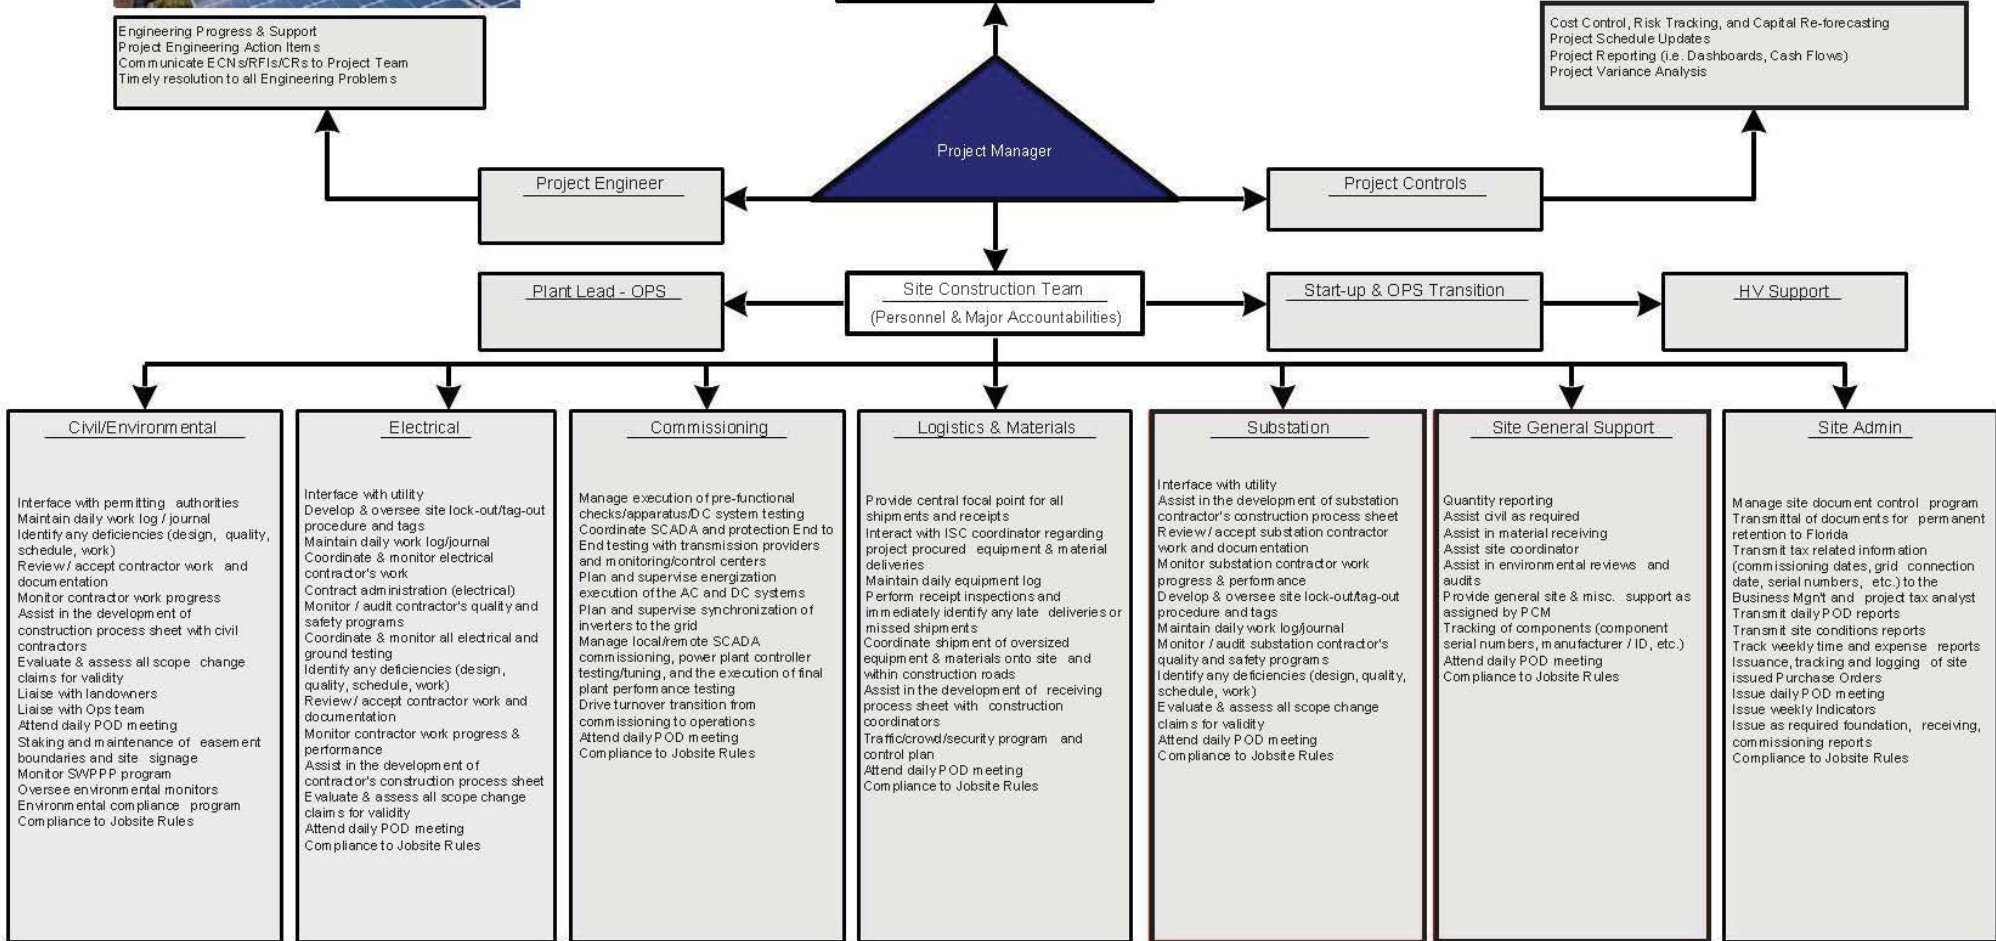 Engineering Progress & Support
Project Engineering Action Items
Communicate ECNs/RFIs/CRs to Project Team
Timely resolution to all Engineering Problems
Cost Control, Risk Tracking, and Capital Re-forecasting
Project Schedule Updates
Project Reporting (i.e. Dashboards, Cash Flows)
Project Variance Analysis
Project Manager
Project Engineer
Project Controls
Plant Lead - OPS
Site Construction Team
(Personnel & Major Accountabilities)
Start-up & OPS Transition
HV Support
Civil/Environmental
Interface with permitting authorities
Maintain daily work log / journal
Identify any deficiencies (design, quality,
schedule, work)
Review / accept contractor work and
documentation
Monitor contractor work progress
Assist in the development of
construction process sheet with civil
contractors
Evaluate & assess all scope change
claims for validity
Liaise with landowners
Liaise with Ops team
Attend daily POD meeting
Staking and maintenance of easement
boundaries and site signage
Monitor SWPPP program
Oversee environmental monitors
Environmental compliance program
Compliance to Jobsite Rules
Electrical
Interface with utility
Develop & oversee site lock-out/tag-out
procedure and tags
Maintain daily work log/journal
Coordinate & monitor electrical
contractor's work
Contract administration (electrical)
Monitor / audit contractor's quality and
safety programs
Coordinate & monitor all electrical and
ground testing
Identify any deficiencies (design,
quality, schedule, work)
Review / accept contractor work and
documentation
Monitor contractor work progress &
performance
Assist in the development of
contractor's construction process sheet
Evaluate & assess all scope change
claims for validity
Attend daily POD meeting
Compliance to Jobsite Rules
Commissioning
Manage execution of pre-functional
checks/apparatus/DC system testing
Coordinate SCADA and protection End to
End testing with transmission providers
and monitoring/control centers
Plan and supervise energization
execution of the AC and DC systems
Plan and supervise synchronization of
inverters to the grid
Manage local/remote SCADA
commissioning, power plant controller
testing/tuning, and the execution of final
plant performance testing
Drive turnover transition from
commissioning to operations
Attend daily POD meeting
Compliance to Jobsite Rules
Logistics & Materials
Provide central focal point for all
shipments and receipts
Interact with ISC coordinator regarding
project procured equipment & material
deliveries
Maintain daily equipment log
Perform receipt inspections and
immediately identify any late deliveries or
missed shipments
Coordinate shipment of oversized
equipment & materials onto site and
within construction roads
Assist in the development of receiving
process sheet with construction
coordinators
Traffic/crowd/security program and
control plan
Attend daily POD meeting
Compliance to Jobsite Rules
Substation
Interface with utility
Assist in the development of substation
contractor's construction process sheet
Review / accept substation contractor
work and documentation
Monitor substation contractor work
progress & performance
Develop & oversee site lock-out/tag-out
procedure and tags
Maintain daily work log/journal
Monitor / audit substation contractor's
quality and safety programs
Identify any deficiencies (design, quality,
schedule, work)
Evaluate & assess all scope change
claims for validity
Attend daily POD meeting
Compliance to Jobsite Rules
Site General Support
Quantity reporting
Assist civil as required
Assist in material receiving
Assist site coordinator
Assist in environmental reviews and
audits
Provide general site & misc. support as
assigned by PCM
Tracking of components (component
serial numbers, manufacturer / ID, etc.)
Attend daily POD meeting
Compliance to Jobsite Rules
Site Admin
Manage site document control program
Transmittal of documents for permanent
retention to Florida
Transmit tax related information
(commissioning dates, grid connection
date, serial numbers, etc.) to the
Business Mgn't and project tax analyst
Transmit daily POD reports
Transmit site conditions reports
Track weekly time and expense reports
Issuance, tracking and logging of site
issued Purchase Orders
Issue daily POD meeting
Issue weekly Indicators
Issue as required foundation, receiving,
commissioning reports
Compliance to Jobsite Rules